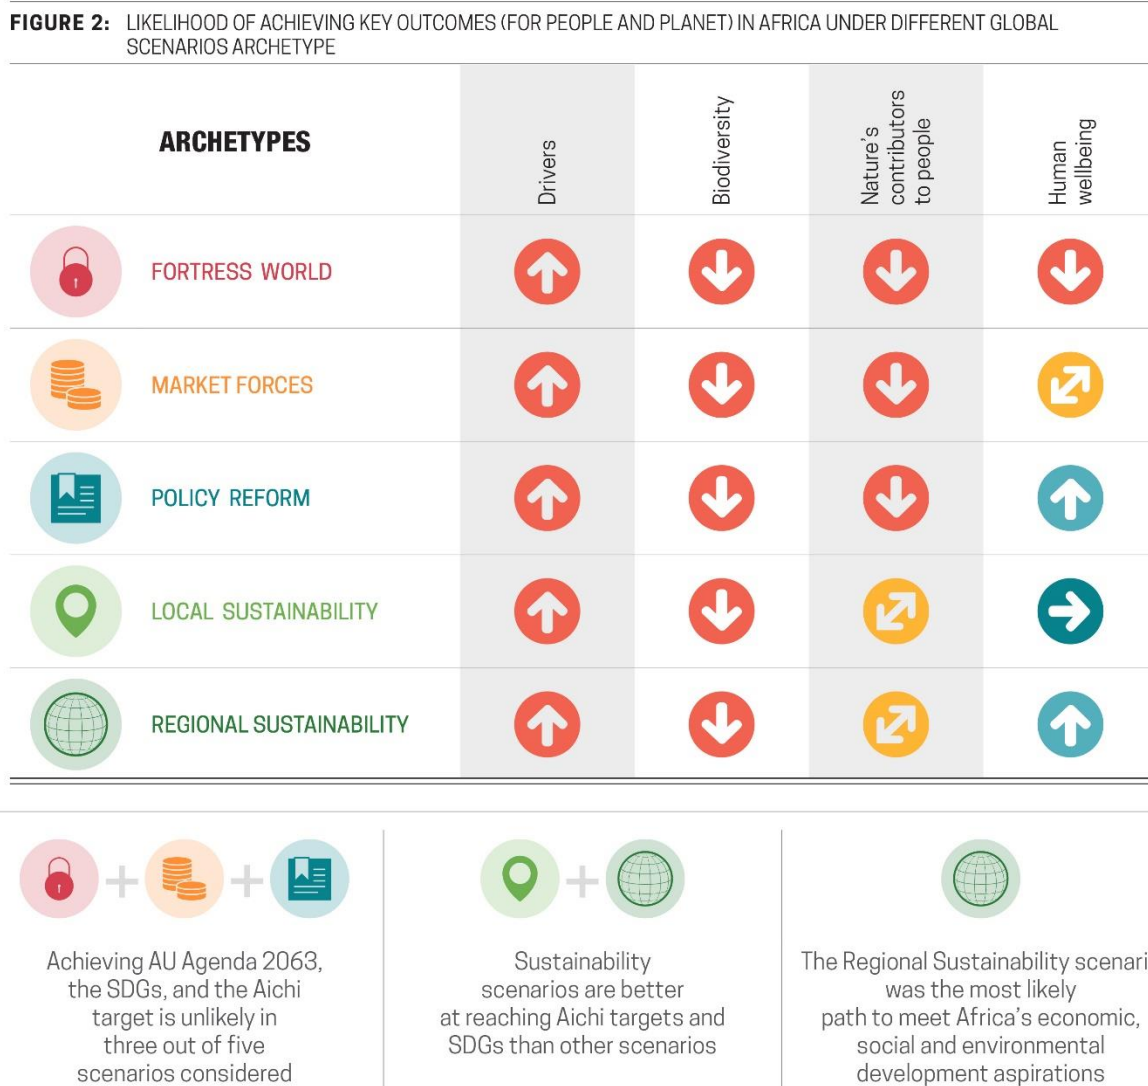 FIGURE 2: LIKELIHOOD OF ACHIEVING KEY OUTCOMES (FOR PEOPLE AND PLANET) IN AFRICA UNDER DIFFERENT GLOBAL
SCENARIOS ARCHETYPE
ARCHETYPES
Drivers
Biodiversity
Nature's
contributors
to people
Human
wellbeing
FORTRESS WORLD
MARKET FORCES
POLICY REFORM
LOCAL SUSTAINABILITY
REGIONAL SUSTAINABILITY
Achieving AU Agenda 2063,
the SDGs, and the Aichi
target is unlikely in
three out of five
scenarios considered
Sustainability
scenarios are better
at reaching Aichi targets and
SDGs than other scenarios
The Regional Sustainability scenari
was the most likely
path to meet Africa's economic,
social and environmental
development aspirations